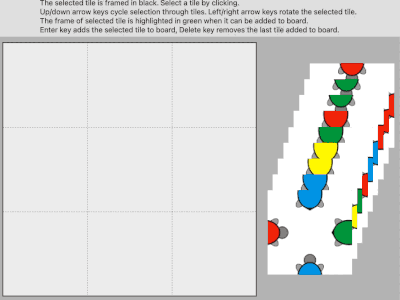 The selected tile is framed in black. Select a tile by clicking.
Up/down arrow keys cycle selection through tiles. Left/right arrow keys rotate the selected tile.
The frame of selected tile is highlighted in green when it can be added to board.
Enter key adds the selected tile to board, Delete key removes the last tile added to board.